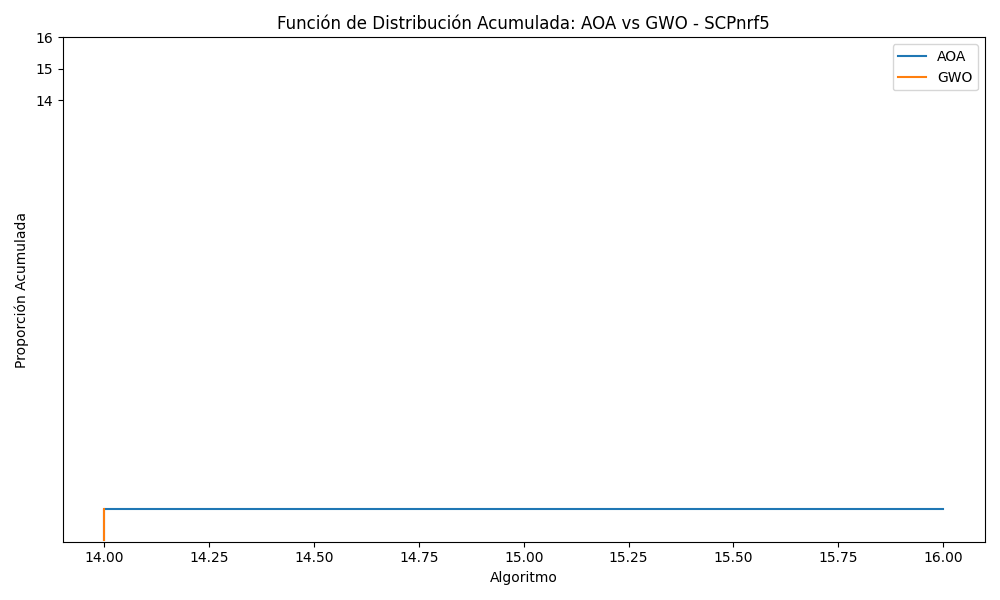 Función de Distribución Acumulada: AOA vs GWO - SCPnrf5
16
15
14
Proporción Acumulada
AOA
GWO
14.00 14.25 14.50 14.75 15.00 15.25 15.50 15.75 16.00
Algoritmo